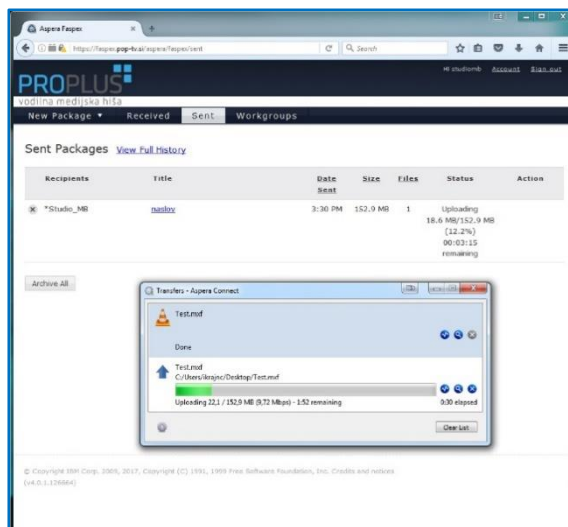 Aspera Faspex
https://faspex.pop-tv.si/aspera/faspex/sent
Search
Hi studiomb Account Sign out
PROPLUS
vodilna medijska hiša
New Package Received Sent Workgroups
Sent Packages View Full History
Recipients Title Date Sent Size Files Status Action
*Studio_MB naslov 3:30 PM 152.9 MB 1 Uploading
18.6 MB/152.9 MB
(12.2%)
00:03:15
remaining
Archive All
Transfers - Aspera Connect
Test.mxf
Done
Test.mxf
C:/Users/ikrajnc/Desktop/Test.mxf
Uploading 22,1 / 152,9 MB (9,72 Mbps) - 1:52 remaining
0:30 elapsed
Clear List
© Copyright IBM Corp. 2005, 2017, Copyright (C) 1991, 1999 Free Software Foundation, Inc. Credits and notices
(v4.0.1.126664)